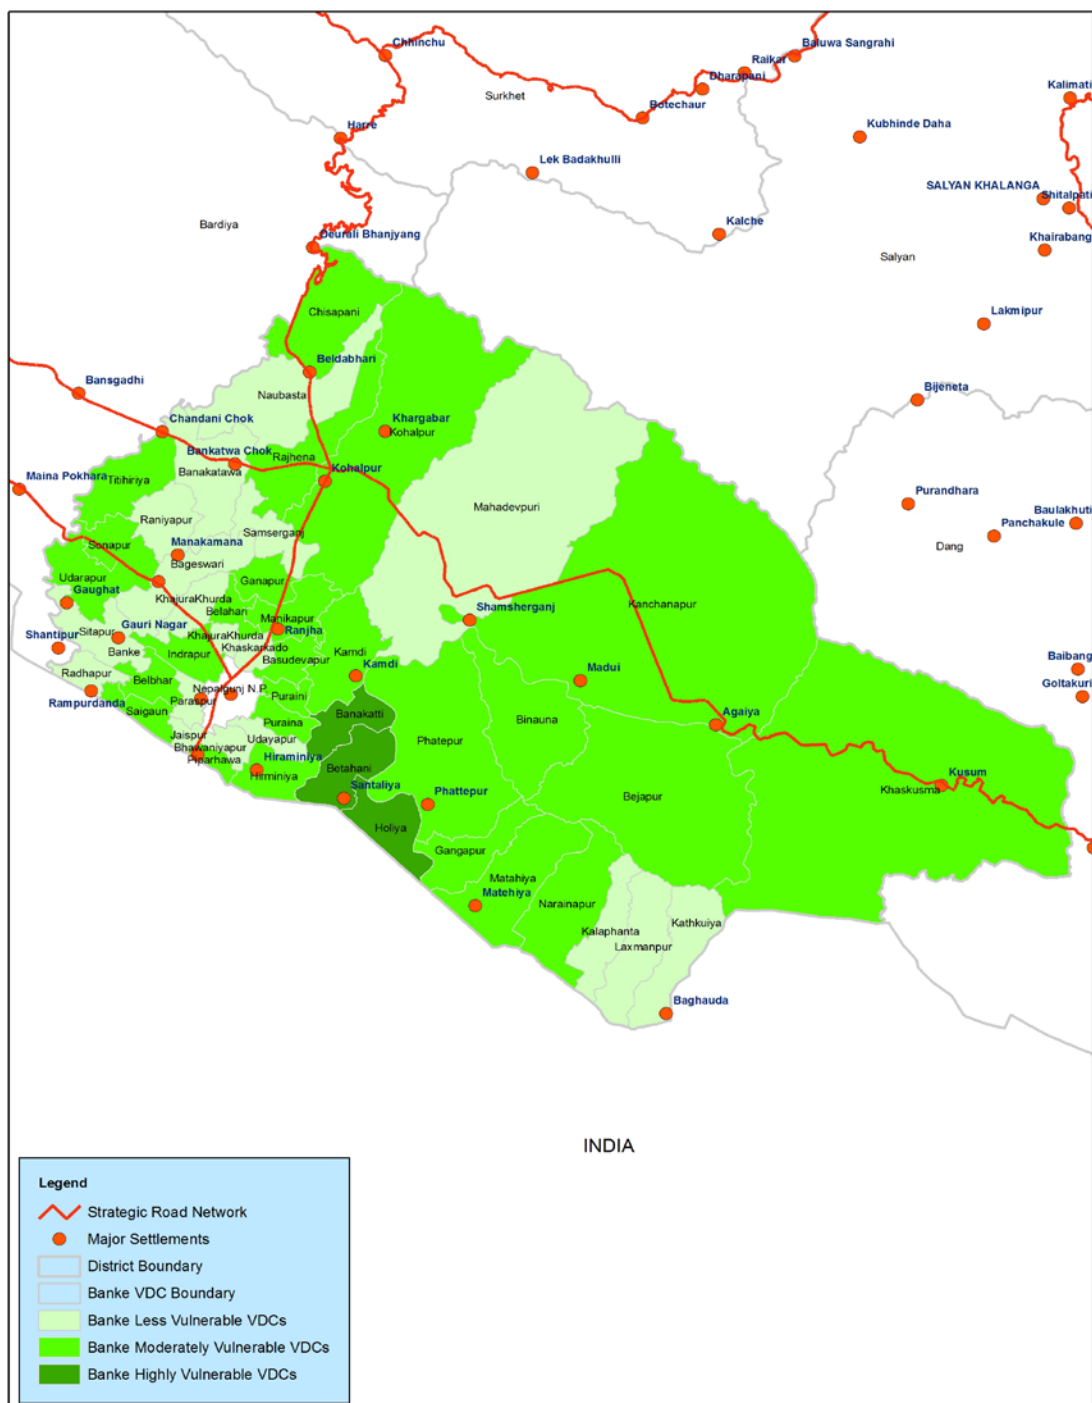 Chhinchu
Baluwa Sangrahi
Raikar
Dharapani
Kalimati
Surkhet
Botechaur
Harre
Kubhinde Daha
Lek Badakhulli
SALYAN KHALANGA
Shitalpati
Bardiya
Kalche
Deurali Bhanjyang
Khairabang
Salyan
Chisapani
Lakmipur
Beldabhari
Bansgadhi
Naubasta
Bijeneta
Chandani Chok
Khargabar
Kohalpur
Bankatwa Chok
Rajhena
Banakatawa
Kohalpur
Maina Pokhara
Titihiriya
Purandhara
Mahadevpuri
Baulakhuti
Raniyapur
Panchakule
Samserganj
Sonapur
Manakamana
Dang
Bageswari
Udarapur
Ganapur
Gaughat
KhajuraKhurda
Kanchanapur
Belahari
Shamsherganj
Manikapur
Gauri Nagar
Ranjha
Sitapur
KhajuraKhurda
Shantipur
Khaskarkado
Banke
Indrapur
Kamdi
Basudevapur
Baibang
Radhapur
Kamdi
Madui
Belbhar
Goltakuri
Rampurdanda
Nepalgunj N.P.
Puraini
Paraspur
Saigaun
Banakatti
Agaiya
Puraina
Binauna
Jaispur
Udayapur
Phatepur
Bhawaniyapur
Piparhawa
Hiraminiya
Betahani
Hirminiya
Kusum
Santaliya
Phattepur
Bejapur
Khaskusma
Holiya
Gangapur
Matahiya
Matehiya
Narainapur
Kathkuiya
Kalaphanta
Laxmanpur
Baghauda
INDIA
Legend
Strategic Road Network
Major Settlements
District Boundary
Banke VDC Boundary
Banke Less Vulnerable VDCs
Banke Moderately Vulnerable VDCs
Banke Highly Vulnerable VDCs